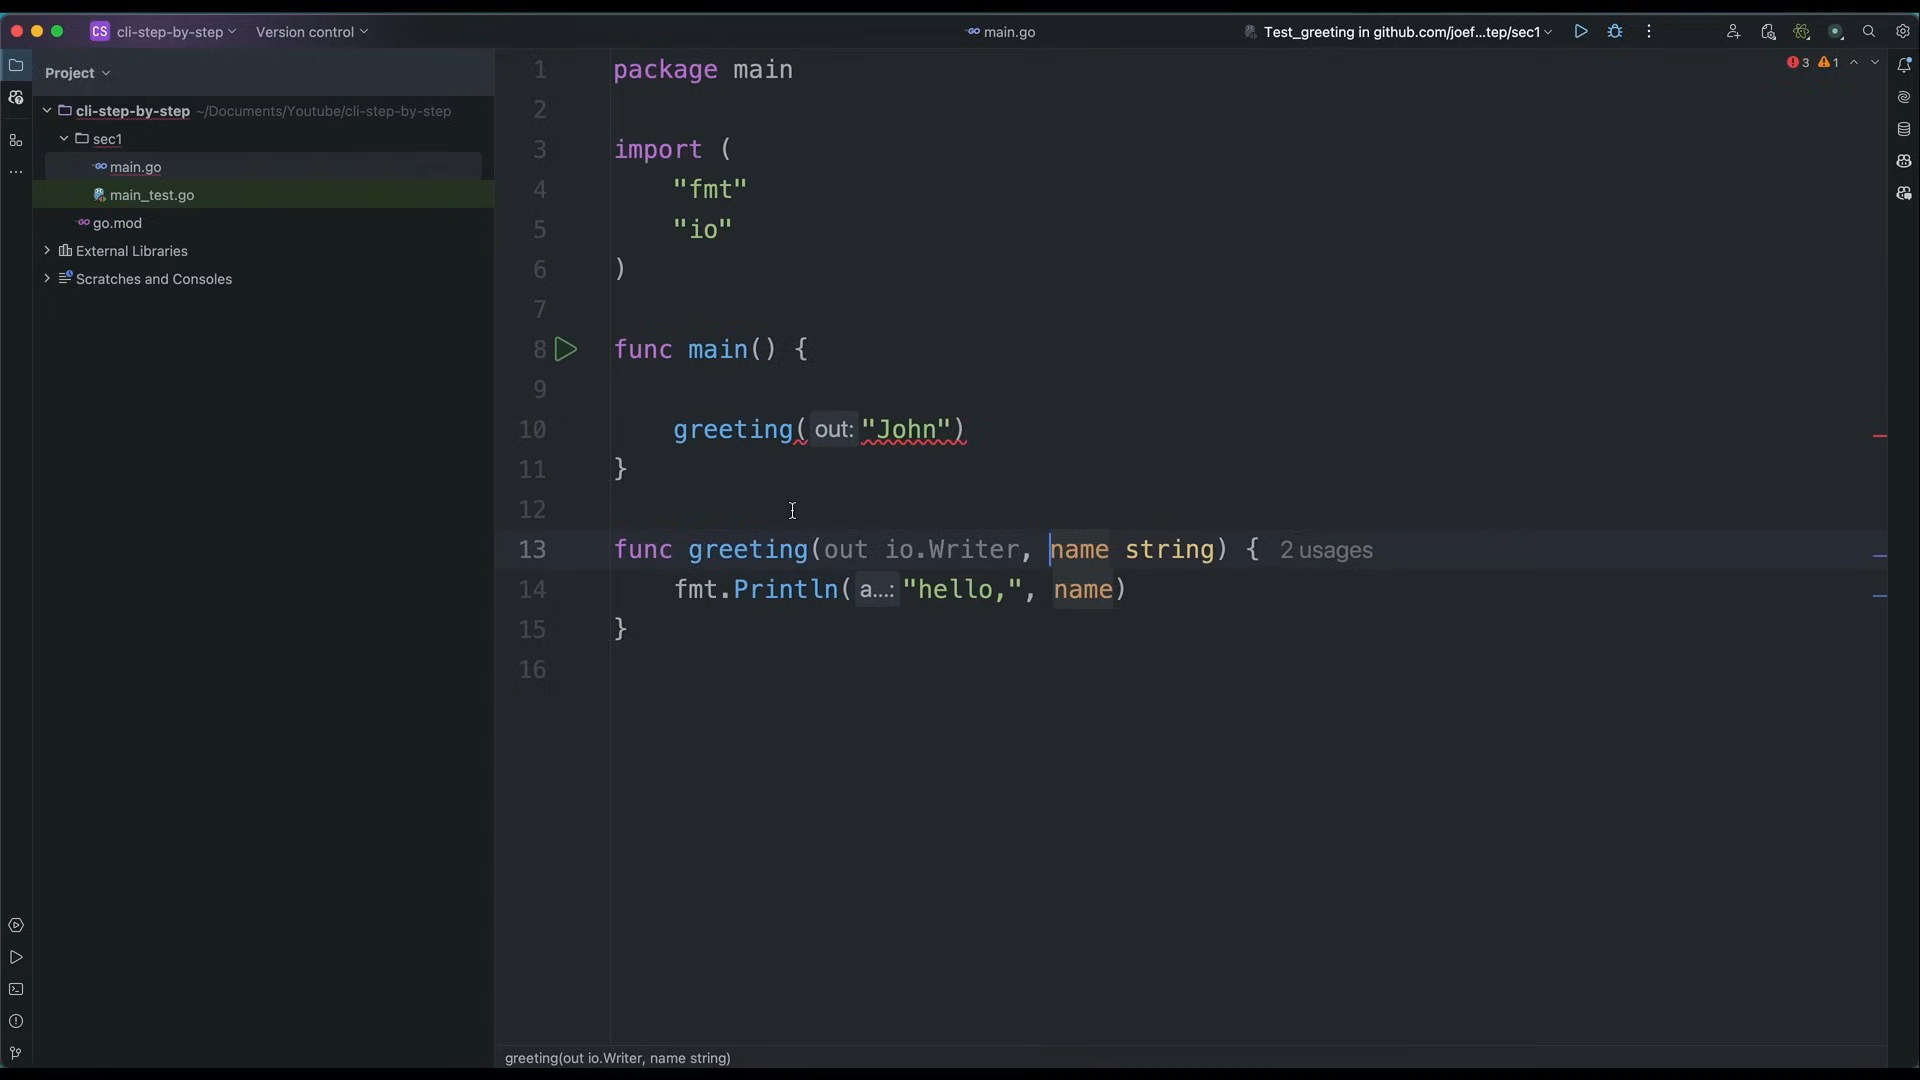 CS cli-step-by-step Version control main.go Test_greeting in github.com/joef...tep/sec1
Project
cli-step-by-step ~/Documents/Youtube/cli-step-by-step
sec1
main.go
main_test.go
go.mod
External Libraries
Scratches and Consoles
3 1
1 package main
2
3 import (
4 "fmt"
5 "io"
6 )
7
8 func main() {
9
10 greeting( out: "John")
11 }
12
13 func greeting(out io.Writer, name string) { 2 usages
14 fmt.Println( a...: "hello,", name)
15 }
16
greeting(out io.Writer, name string)